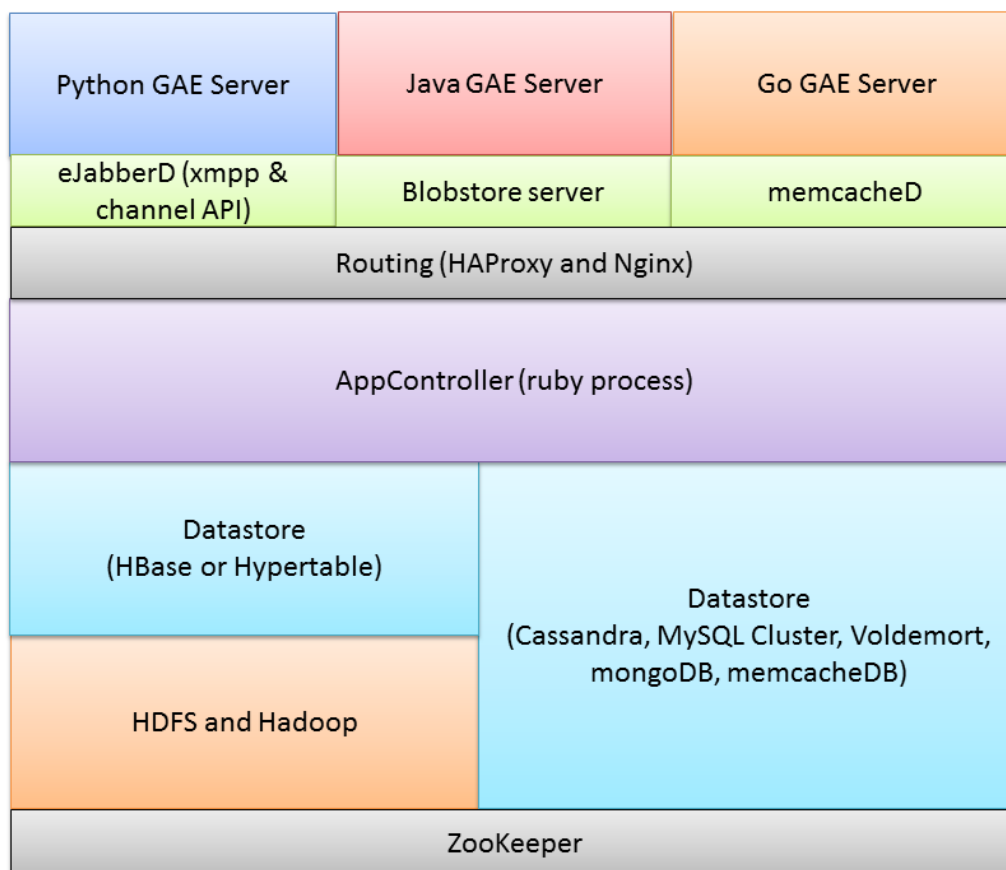 Python GAE Server
Java GAE Server
Go GAE Server
eJabberD (xmpp &
channel API)
Blobstore server
memcacheD
Routing (HAProxy and Nginx)
AppController (ruby process)
Datastore
(HBase or Hypertable)
Datastore
(Cassandra, MySQL Cluster, Voldemort,
mongoDB, memcacheDB)
HDFS and Hadoop
ZooKeeper